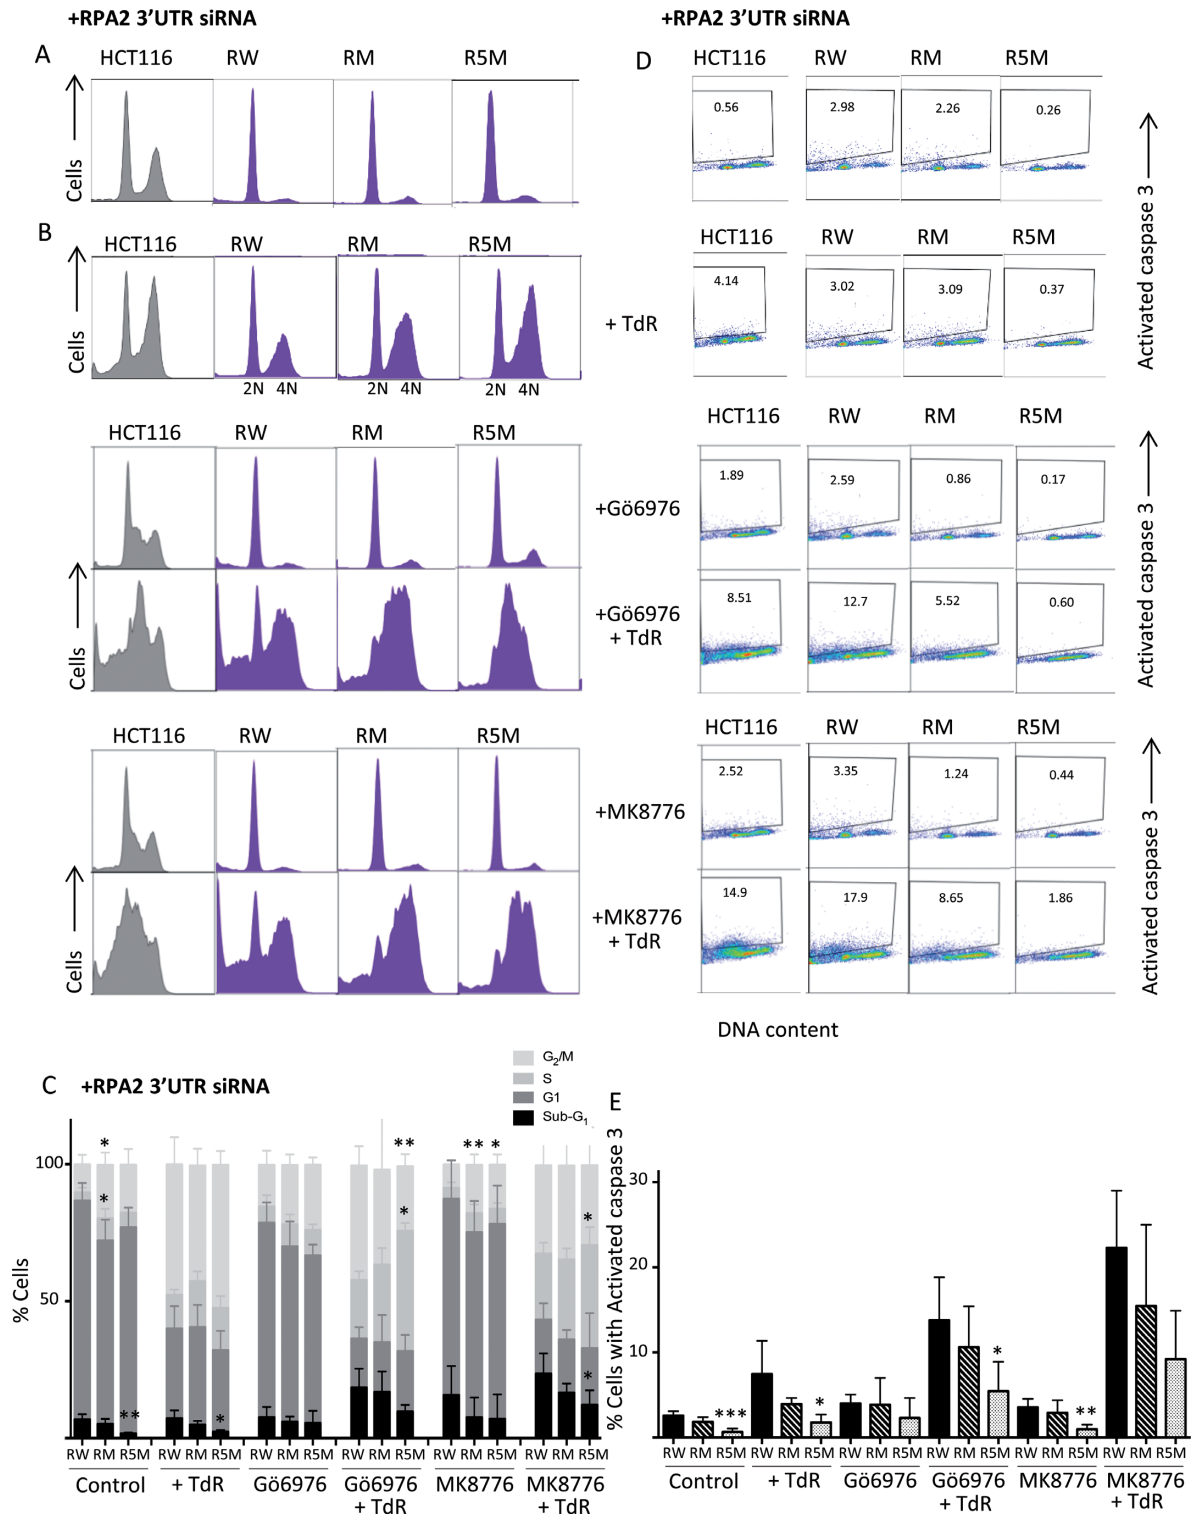 +RPA2 3’UTR siRNA
A
HCT116 RW RM R5M
Cells
B
HCT116 RW RM R5M
Cells
2N 4N 2N 4N 2N 4N
HCT116 RW RM R5M
Cells
HCT116 RW RM R5M
Cells
+RPA2 3’UTR siRNA
D
HCT116 RW RM R5M
0.56 2.98 2.26 0.26
HCT116 RW RM R5M
+ TdR
4.14 3.02 3.09 0.37
Activated caspase 3
HCT116 RW RM R5M
+Gö6976
1.89 2.59 0.86 0.17
+Gö6976
+ TdR
8.51 12.7 5.52 0.60
Activated caspase 3
HCT116 RW RM R5M
+MK8776
2.52 3.35 1.24 0.44
+MK8776
+ TdR
14.9 17.9 8.65 1.86
Activated caspase 3
DNA content
C +RPA2 3’UTR siRNA
G2/M
S
G1
Sub-G1
% Cells
100
50
* * ** * ** * ** * * *
RW RM R5M RW RM R5M RW RM R5M RW RM R5M RW RM R5M RW RM R5M
Control + TdR Gö6976 Gö6976 + TdR MK8776 MK8776 + TdR
E
% Cells with Activated caspase 3
30
20
10
*** * * **
RW RM R5M RW RM R5M RW RM R5M RW RM R5M RW RM R5M RW RM R5M
Control + TdR Gö6976 Gö6976 + TdR MK8776 MK8776 + TdR